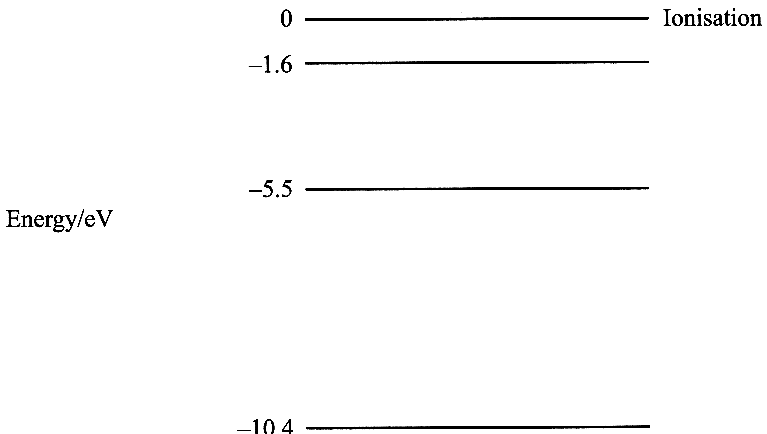 0 Ionisation
–1.6
–5.5
Energy/eV
–10.4